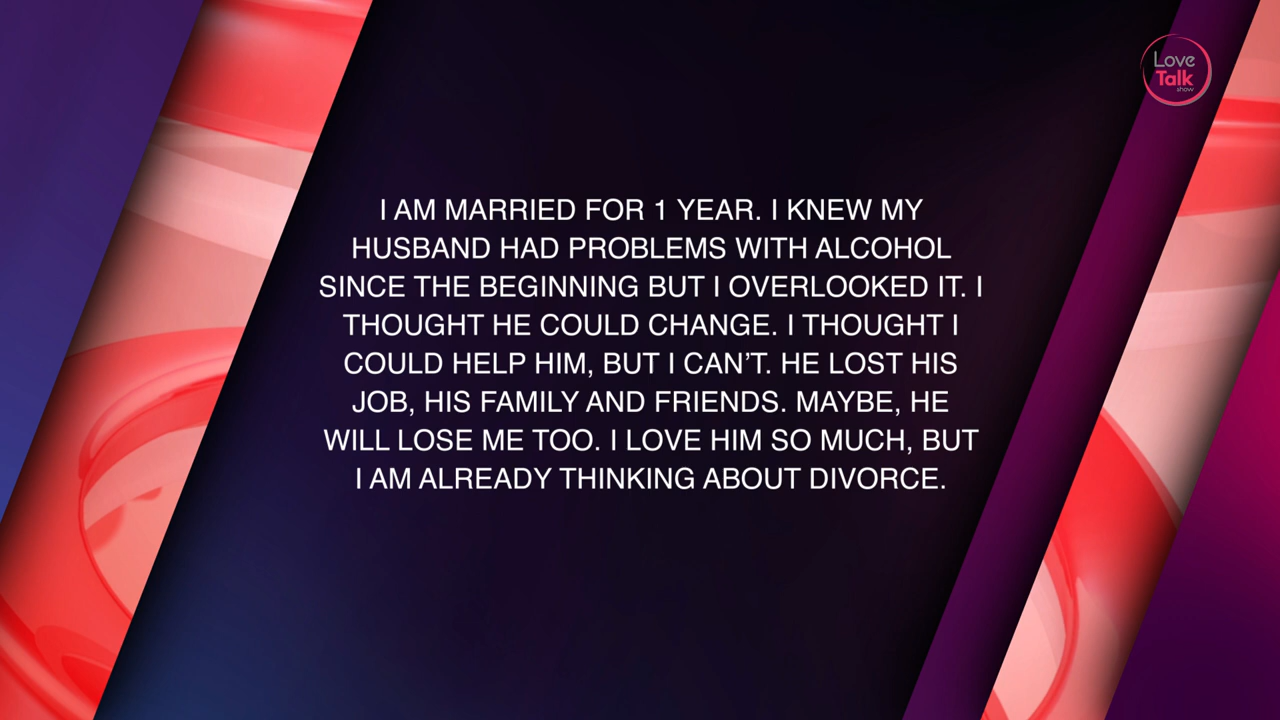 Love
Talk
show
I AM MARRIED FOR 1 YEAR. I KNEW MY
HUSBAND HAD PROBLEMS WITH ALCOHOL
SINCE THE BEGINNING BUT I OVERLOOKED IT. I
THOUGHT HE COULD CHANGE. I THOUGHT I
COULD HELP HIM, BUT I CAN’T. HE LOST HIS
JOB, HIS FAMILY AND FRIENDS. MAYBE, HE
WILL LOSE ME TOO. I LOVE HIM SO MUCH, BUT
I AM ALREADY THINKING ABOUT DIVORCE.